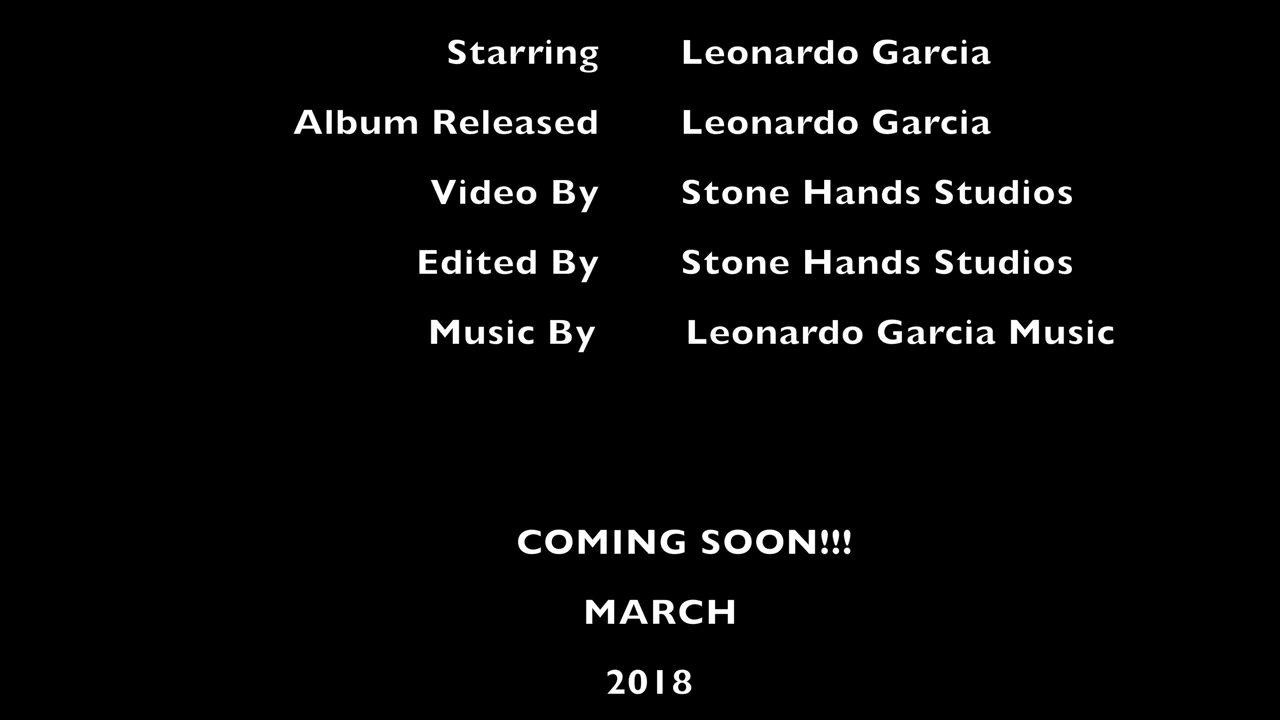 Starring Leonardo Garcia
Album Released Leonardo Garcia
Video By Stone Hands Studios
Edited By Stone Hands Studios
Music By Leonardo Garcia Music
COMING SOON!!!
MARCH
2018